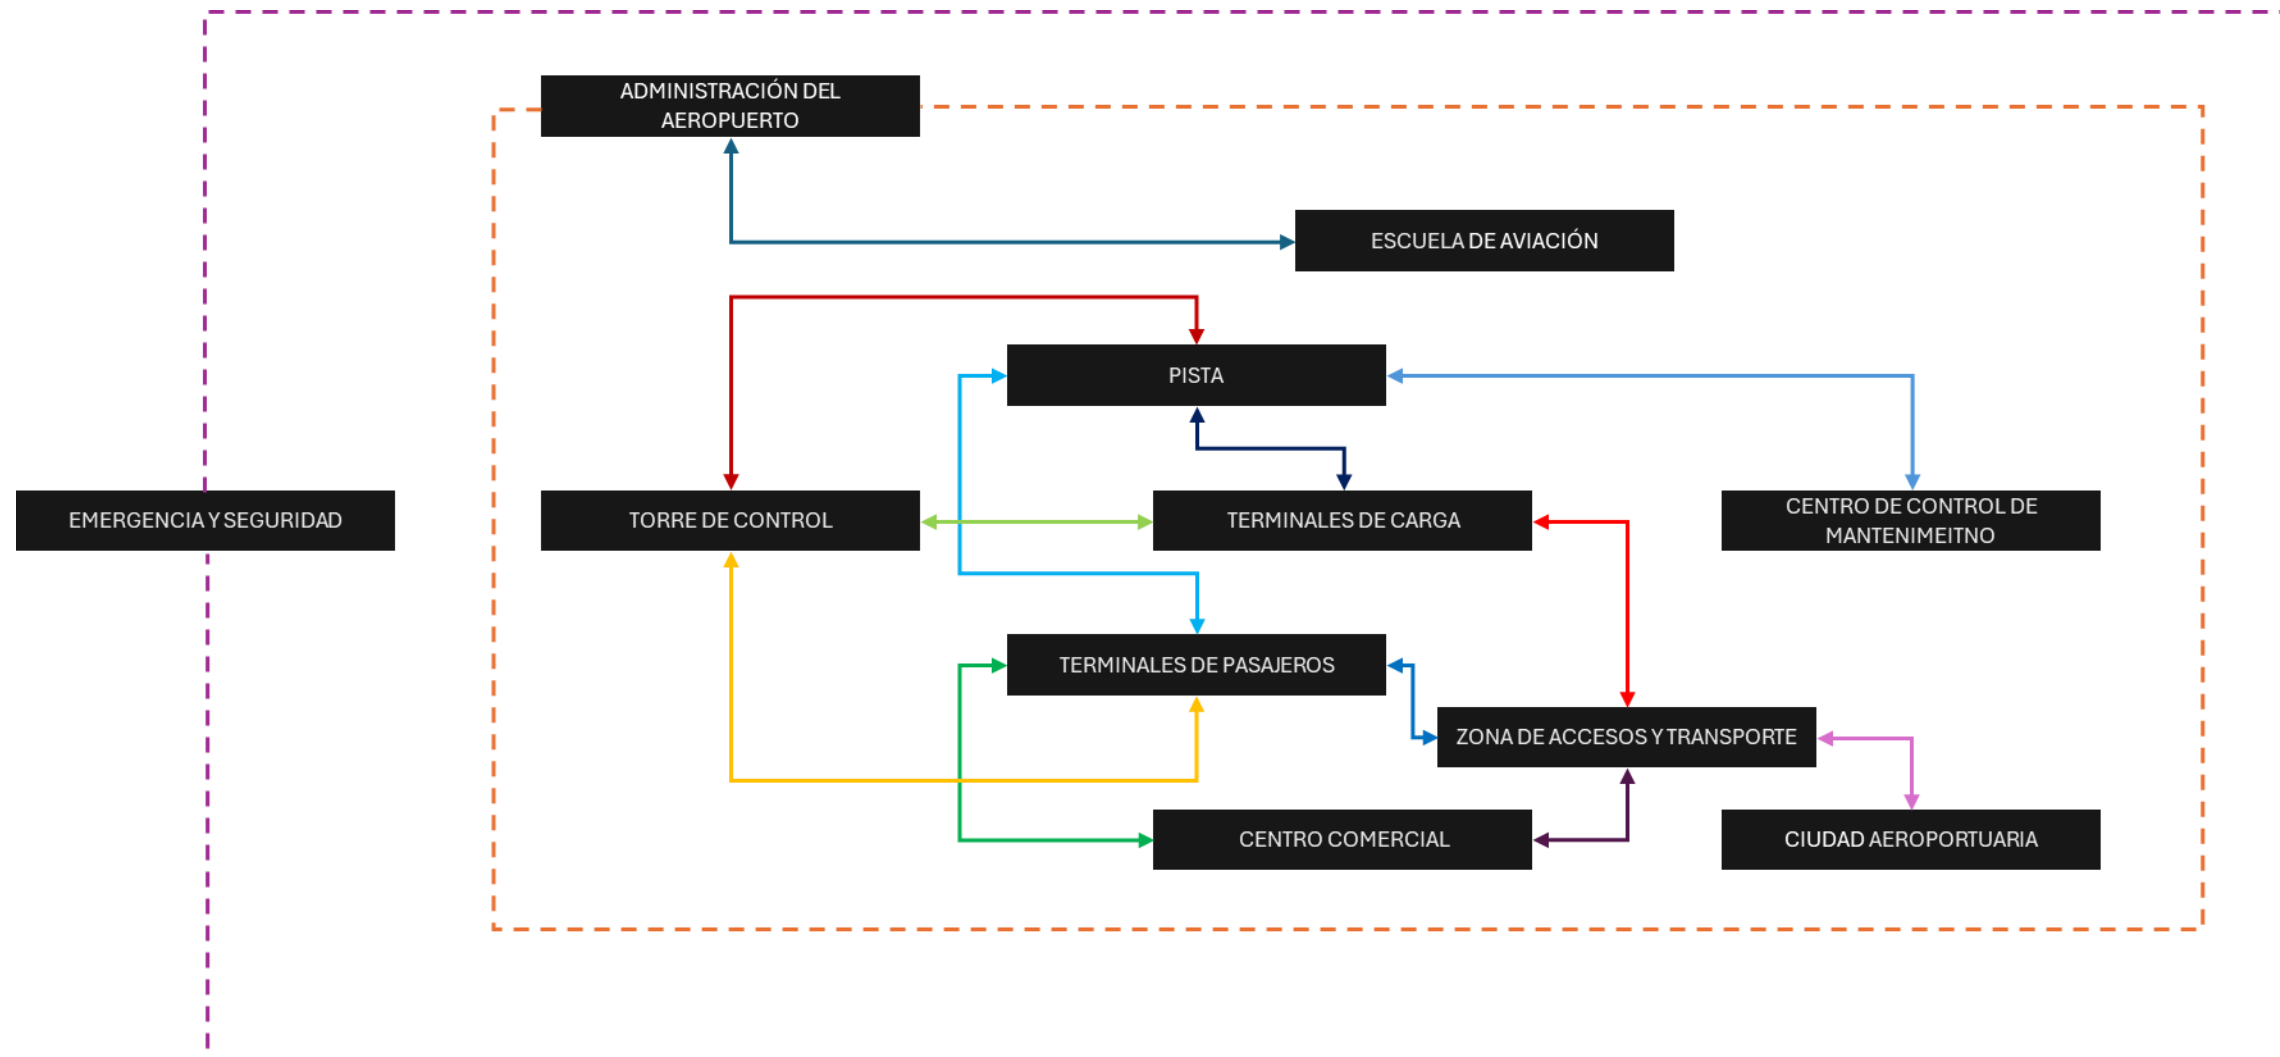 ADMINISTRACIÓN DEL
AEROPUERTO
ESCUELA DE AVIACIÓN
PISTA
EMERGENCIA Y SEGURIDAD
TORRE DE CONTROL
TERMINALES DE CARGA
CENTRO DE CONTROL DE
MANTENIMEITNO
TERMINALES DE PASAJEROS
ZONA DE ACCESOS Y TRANSPORTE
CENTRO COMERCIAL
CIUDAD AEROPORTUARIA